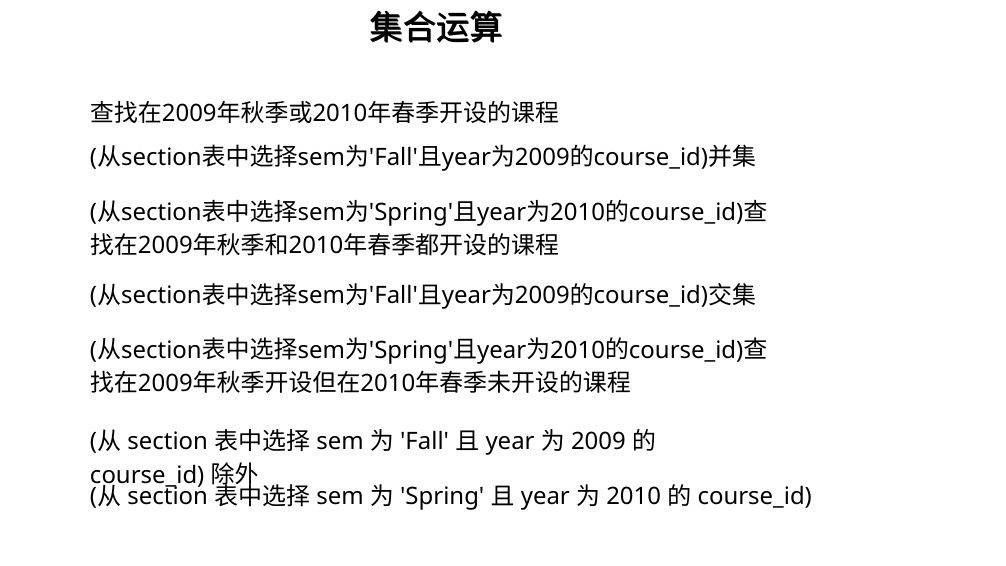 集合运算
查找在2009年秋季或2010年春季开设的课程
(从section表中选择sem为'Fall'且year为2009的course_id)并集
(从section表中选择sem为'Spring'且year为2010的course_id)查
找在2009年秋季和2010年春季都开设的课程
(从section表中选择sem为'Fall'且year为2009的course_id)交集
(从section表中选择sem为'Spring'且year为2010的course_id)查
找在2009年秋季开设但在2010年春季未开设的课程
(从 section 表中选择 sem 为 'Fall' 且 year 为 2009 的
course_id) 除外
(从 section 表中选择 sem 为 'Spring' 且 year 为 2010 的 course_id)